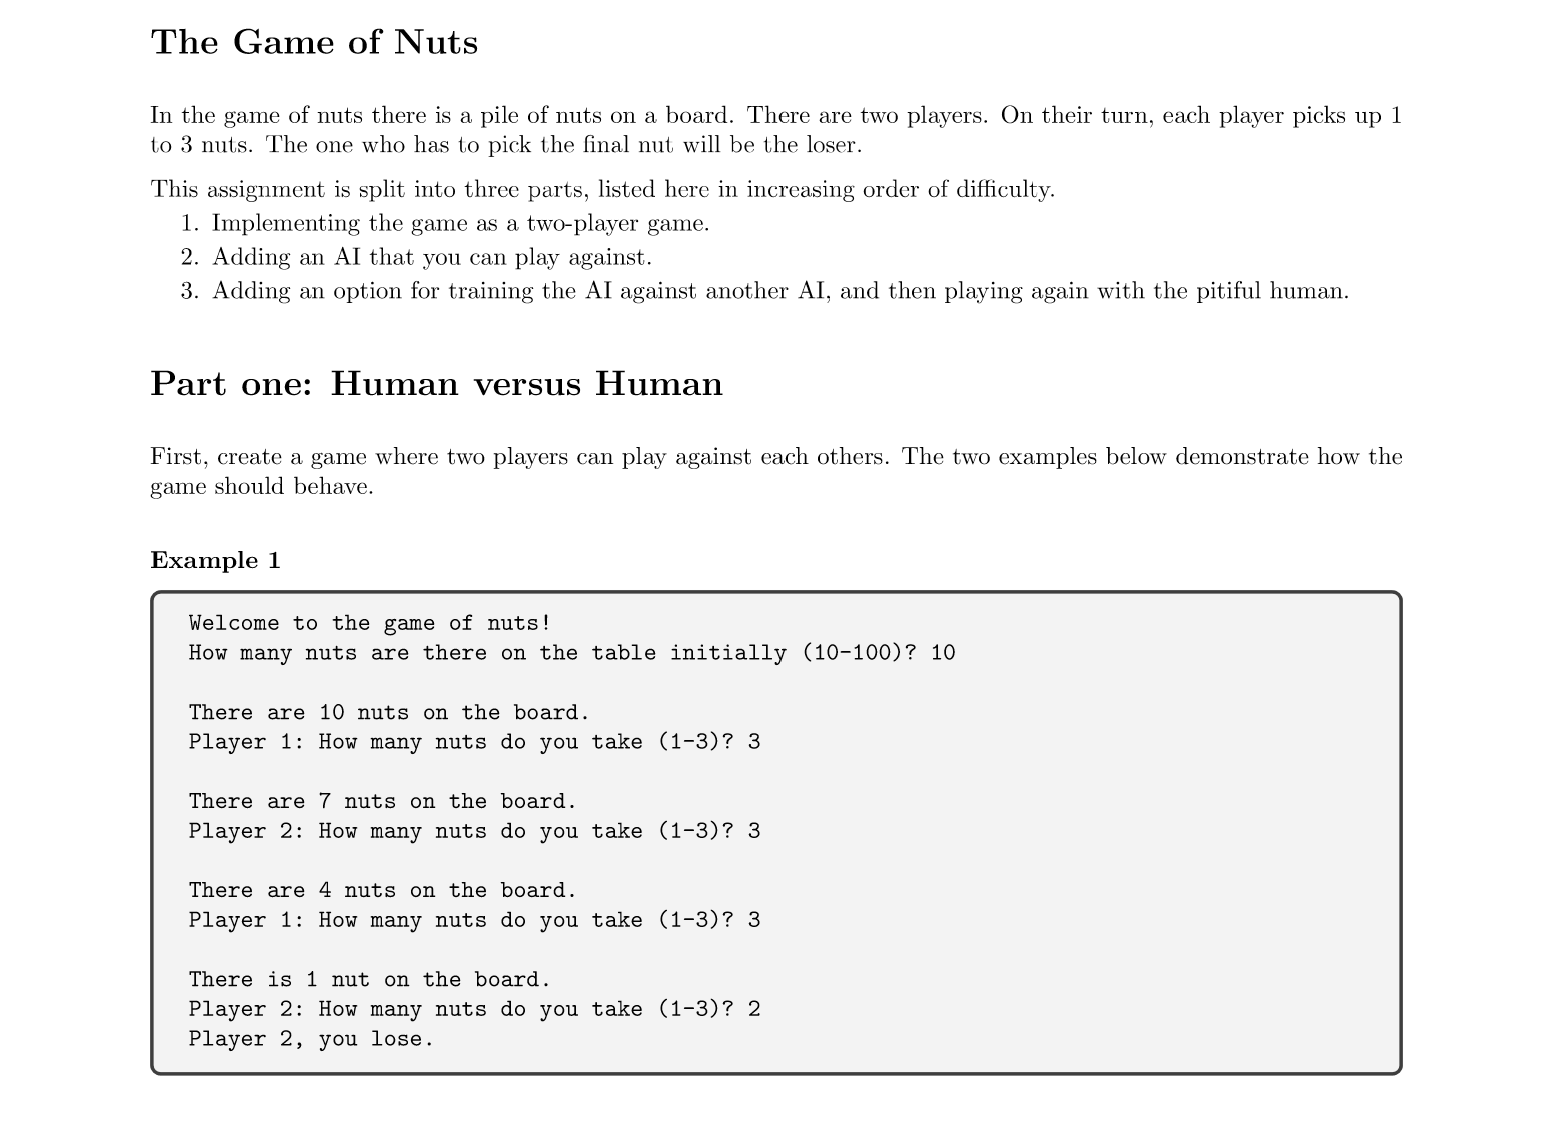 The Game of Nuts
In the game of nuts there is a pile of nuts on a board. There are two players. On their turn, each player picks up 1
to 3 nuts. The one who has to pick the final nut will be the loser.
This assignment is split into three parts, listed here in increasing order of difficulty.
1. Implementing the game as a two-player game.
2. Adding an AI that you can play against.
3. Adding an option for training the AI against another AI, and then playing again with the pitiful human.
Part one: Human versus Human
First, create a game where two players can play against each others. The two examples below demonstrate how the
game should behave.
Example 1
Welcome to the game of nuts!
How many nuts are there on the table initially (10-100)? 10
There are 10 nuts on the board.
Player 1: How many nuts do you take (1-3)? 3
There are 7 nuts on the board.
Player 2: How many nuts do you take (1-3)? 3
There are 4 nuts on the board.
Player 1: How many nuts do you take (1-3)? 3
There is 1 nut on the board.
Player 2: How many nuts do you take (1-3)? 2
Player 2, you lose.